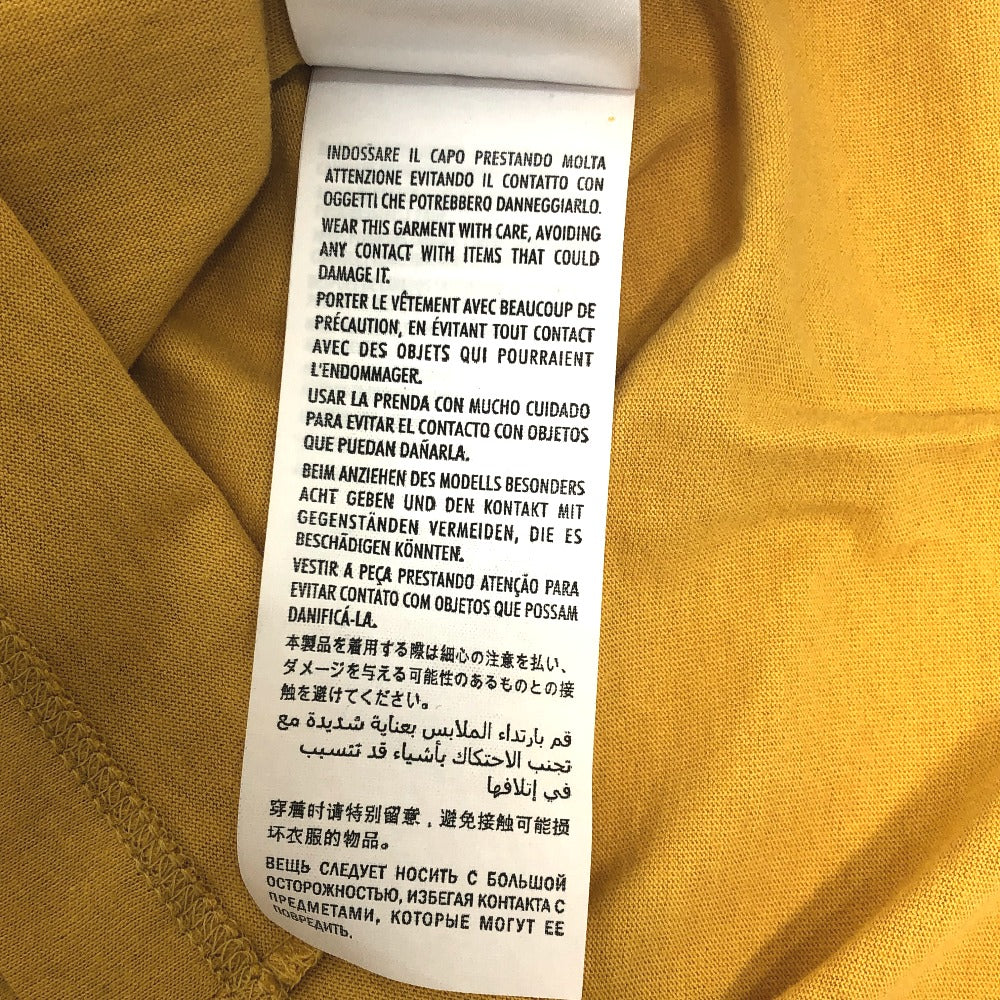 INDOSSARE IL CAPO PRESTANDO MOLTA
ATTENZIONE EVITANDO IL CONTATTO CON
OGGETTI CHE POTREBBERO DANNEGGIARLO.
WEAR THIS GARMENT WITH CARE, AVOIDING
ANY CONTACT WITH ITEMS THAT COULD
DAMAGE IT.
PORTER LE VÊTEMENT AVEC BEAUCOUP DE
PRÉCAUTION, EN ÉVITANT TOUT CONTACT
AVEC DES OBJETS QUI POURRAIENT
L'ENDOMMAGER.
USAR LA PRENDA CON MUCHO CUIDADO
PARA EVITAR EL CONTACTO CON OBJETOS
QUE PUEDAN DAÑARLA.
BEIM ANZIEHEN DES MODELLS BESONDERS
ACHT GEBEN UND DEN KONTAKT MIT
GEGENSTÄNDEN VERMEIDEN, DIE ES
BESCHÄDIGEN KÖNNTEN.
VESTIR A PEÇA PRESTANDO ATENÇÃO PARA
EVITAR CONTATO COM OBJETOS QUE POSSAM
DANIFICÁ-LA.
本製品を着用する際は細心の注意を払い、
ダメージを与える可能性のあるものとの接
触を避けてください。
قم بارتداء الملابس بعناية شديدة مع
تجنب الاحتكاك بأشياء قد تتسبب
في إتلافها
穿着时请特别留意，避免接触可能损
坏衣服的物品。
ВЕЩЬ СЛЕДУЕТ НОСИТЬ С БОЛЬШОЙ
ОСТОРОЖНОСТЬЮ, ИЗБЕГАЯ КОНТАКТА С
ПРЕДМЕТАМИ, КОТОРЫЕ МОГУТ ЕЕ
ПОВРЕДИТЬ.